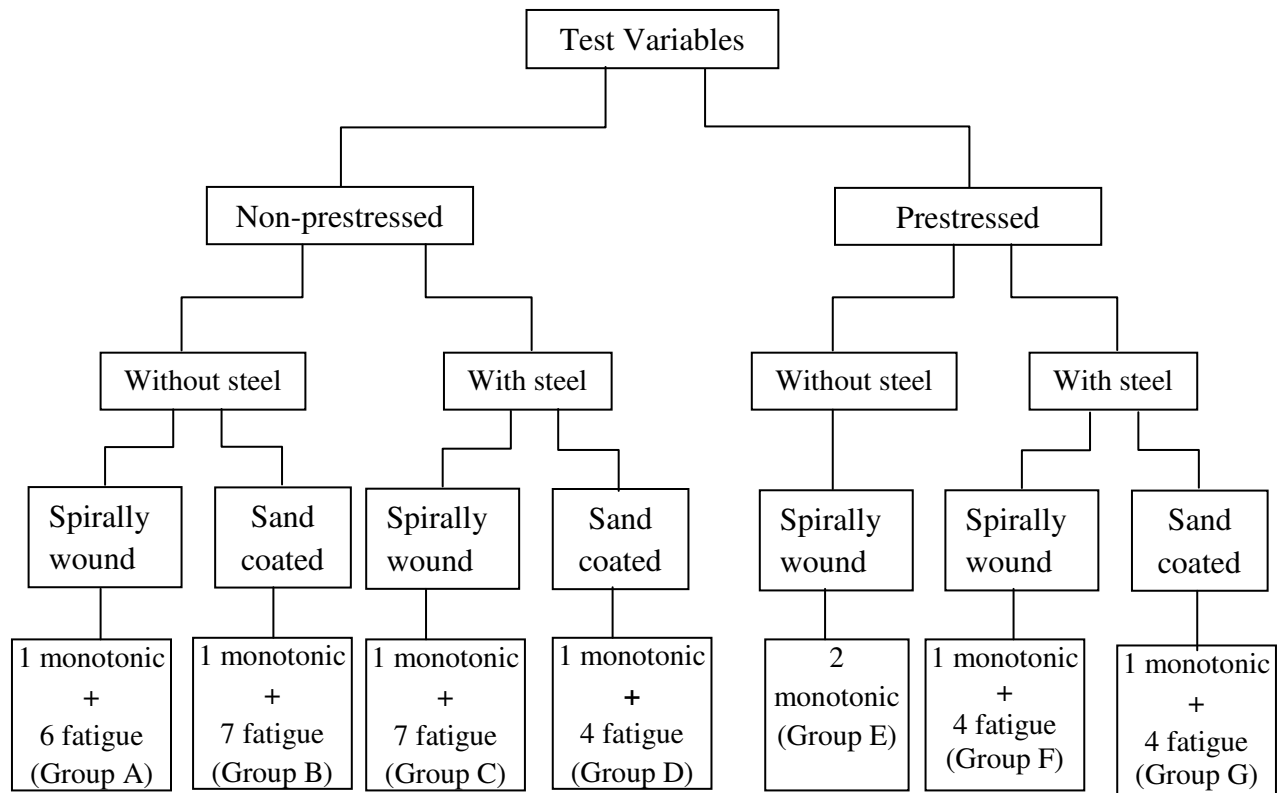 Test Variables
Non-prestressed
Prestressed
Without steel
With steel
Without steel
With steel
Spirally
wound
Sand
coated
Spirally
wound
Sand
coated
Spirally
wound
Spirally
wound
Sand
coated
1 monotonic
+
6 fatigue
(Group A)
1 monotonic
+
7 fatigue
(Group B)
1 monotonic
+
7 fatigue
(Group C)
1 monotonic
+
4 fatigue
(Group D)
2
monotonic
(Group E)
1 monotonic
+
4 fatigue
(Group F)
1 monotonic
+
4 fatigue
(Group G)